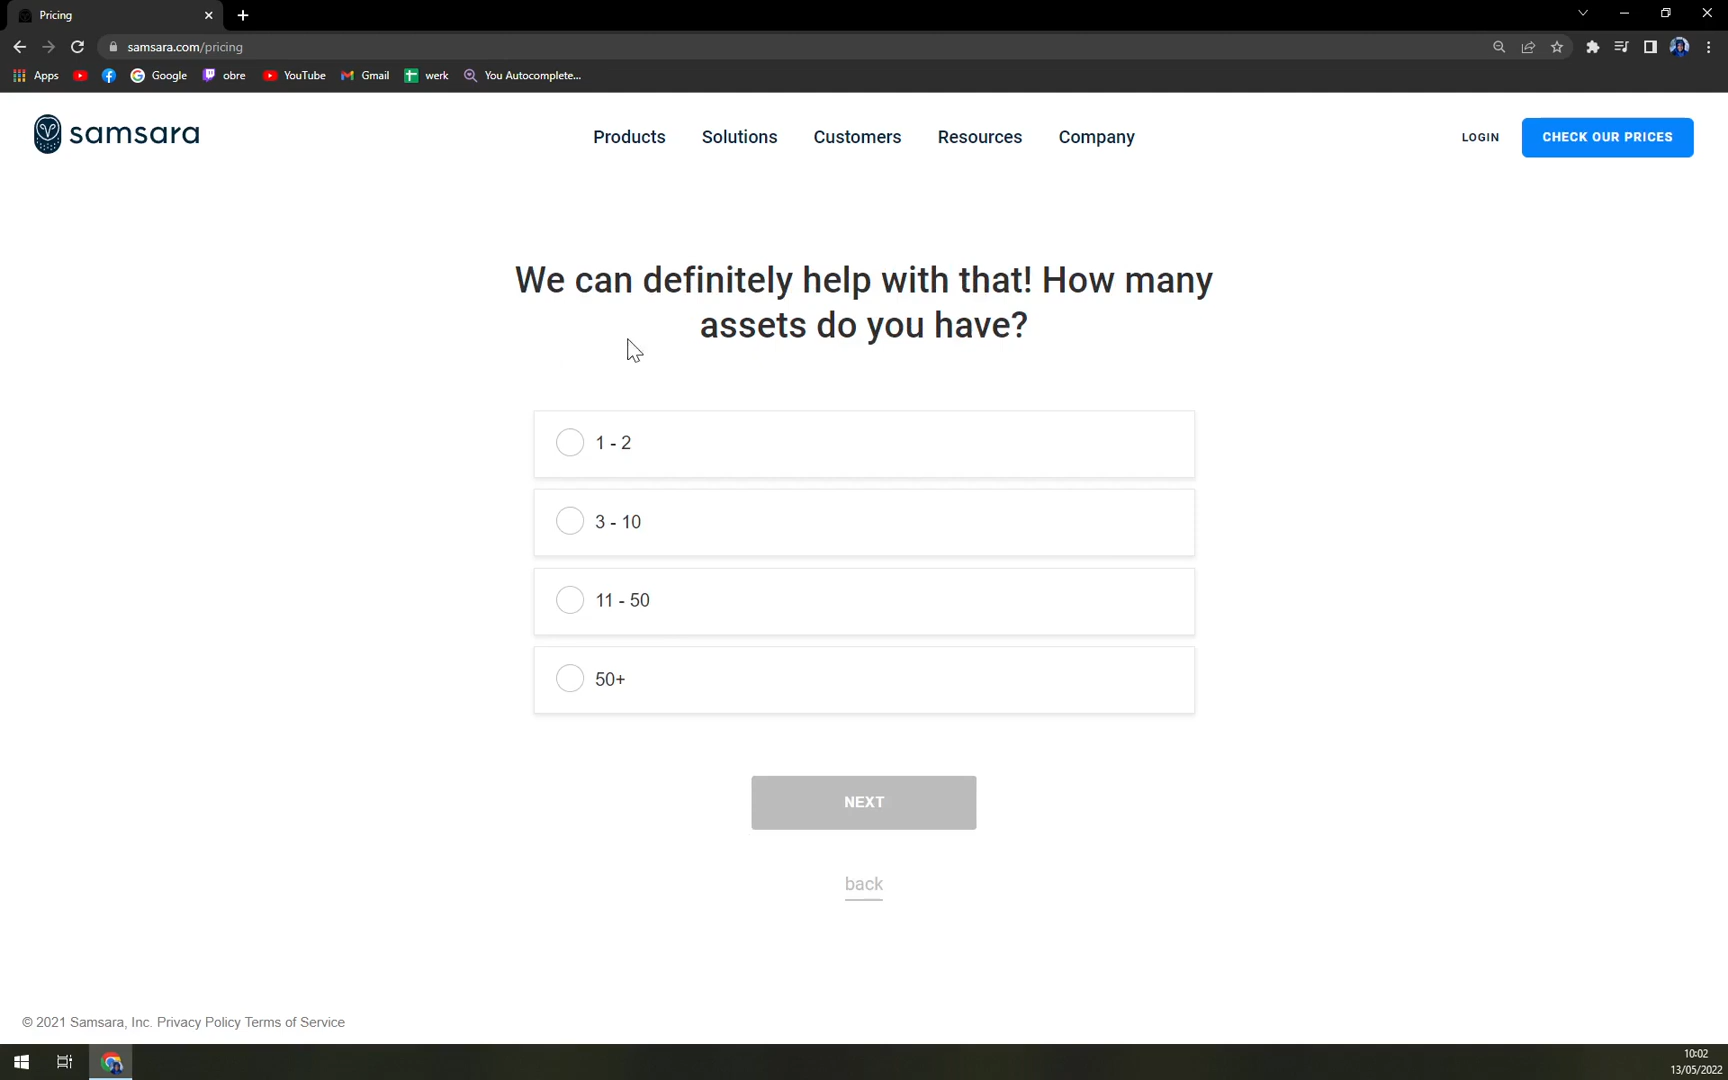 Pricing
samsara.com/pricing
Apps
Google
obre
YouTube
Gmail
werk
You Autocomplete...
samsara
Products
Solutions
Customers
Resources
Company
LOGIN
CHECK OUR PRICES
We can definitely help with that! How many
assets do you have?
1 - 2
3 - 10
11 - 50
50+
NEXT
back
© 2021 Samsara, Inc. Privacy Policy Terms of Service
10:02
13/05/2022